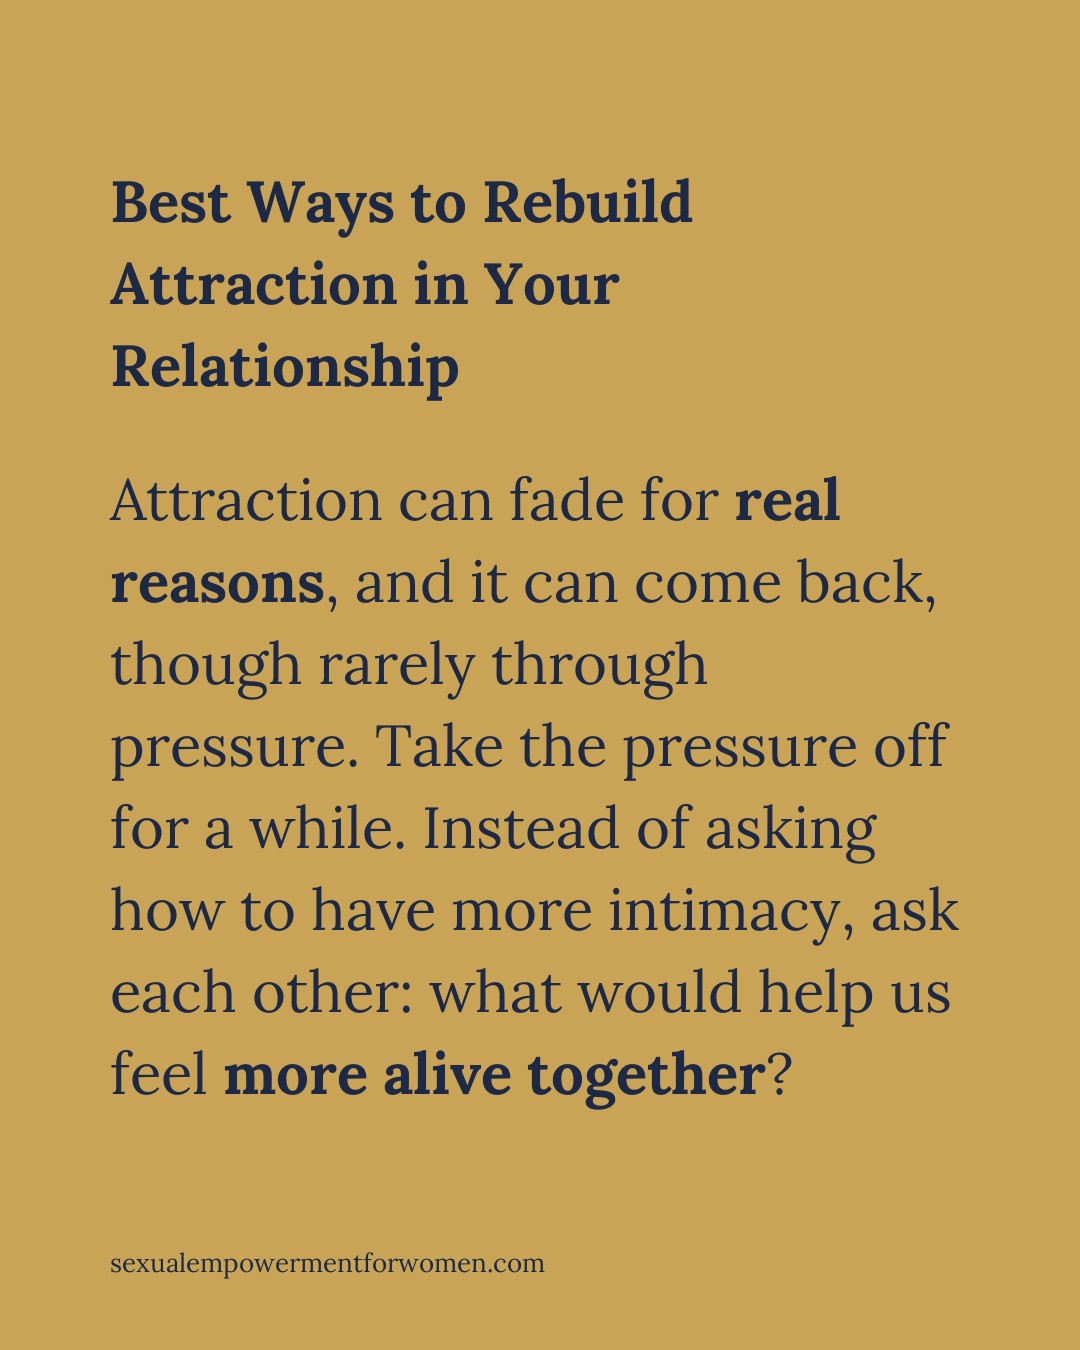 Best Ways to Rebuild
Attraction in Your
Relationship
Attraction can fade for real
reasons, and it can come back,
though rarely through
pressure. Take the pressure off
for a while. Instead of asking
how to have more intimacy, ask
each other: what would help us
feel more alive together?
sexualempowermentforwomen.com